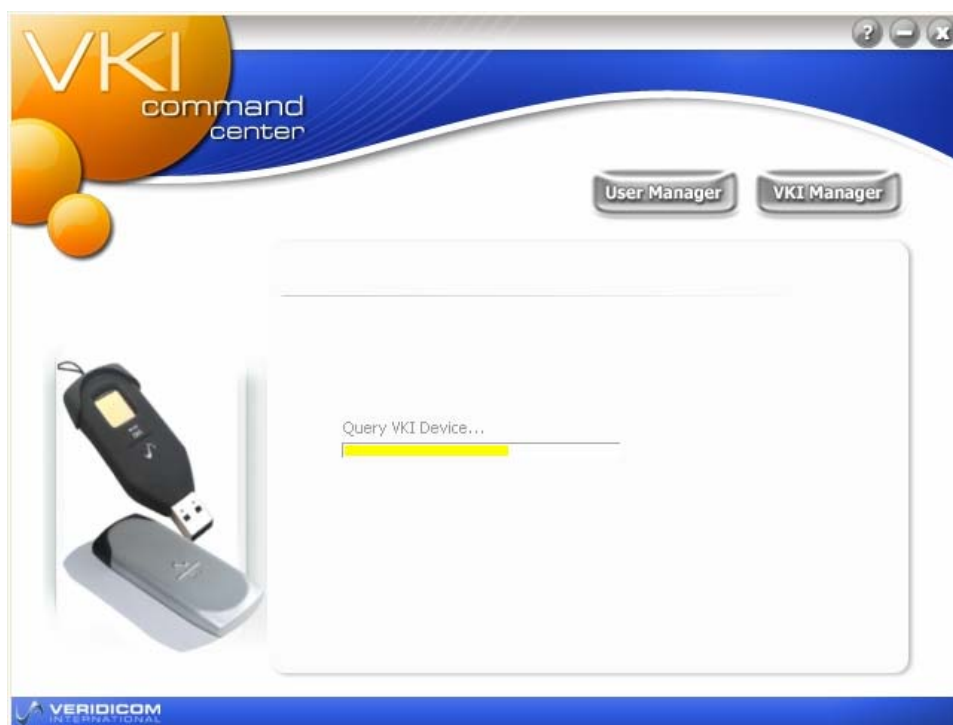 VKI
command
center
? – X
User Manager
VKI Manager
Query VKI Device...
VERIDICOM
INTERNATIONAL